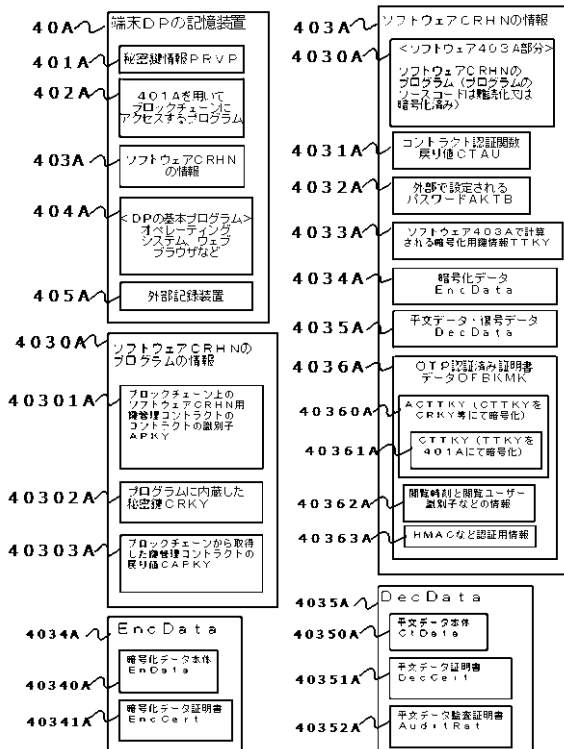 40A
端末DPの記憶装置
401A
秘密鍵情報PRVP
402A
401Aを用いて
ブロックチェーンに
アクセスするプログラム
403A
ソフトウェアCRHN
の情報
404A
<DPの基本プログラム>
オペレーティング
システム、ウェブ
ブラウザなど
405A
外部記録装置
4030A
ソフトウェアCRHNの
プログラムの情報
40301A
ブロックチェーン上の
ソフトウェアCRHN用
鍵管理コントラクトの
コントラクトの識別子
APKY
40302A
プログラムに内蔵した
秘密鍵CRKY
40303A
ブロックチェーンから取得
した鍵管理コントラクトの
戻り値CAPKY
4034A
EncData
40340A
暗号化データ本体
EnData
40341A
暗号化データ証明書
EncCert
403A
ソフトウェアCRHNの情報
4030A
<ソフトウェア403A部分>
ソフトウェアCRHNの
プログラム(プログラムの
ソースコードは難読化又は
暗号化済み)
4031A
コントラクト認証関数
戻り値CTAU
4032A
外部で設定される
パスワードAKTB
4033A
ソフトウェア403Aで計算
される暗号化用鍵情報TTKY
4034A
暗号化データ
EncData
4035A
平文データ・復号データ
DecData
4036A
OTP認証済み証明書
データOFBKMK
40360A
ACTTKY(CTTKYを
CRKY等にて暗号化)
40361A
CTTKY(TTKYを
401Aにて暗号化)
40362A
閲覧時刻と閲覧ユーザー
識別子などの情報
40363A
HMACなど認証用情報
4035A
DecData
40350A
平文データ本体
CtData
40351A
平文データ証明書
DecCert
40352A
平文データ監査証明書
AuditRat